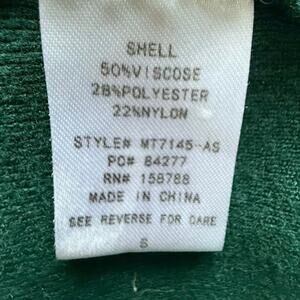 SHELL
50%VISCOSE
28%POLYESTER
22%NYLON
STYLE# MT7145-AS
PO# 84277
RN# 158788
MADE IN CHINA
SEE REVERSE FOR CARE
S